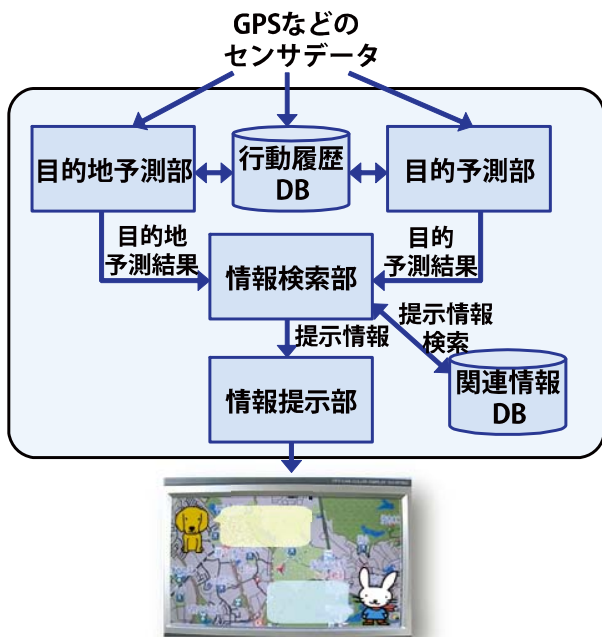 GPSなどの
センサデータ
目的地予測部
行動履歴
DB
目的予測部
目的地
予測結果
目的
予測結果
情報検索部
提示情報
提示情報
検索
関連情報
DB
情報提示部